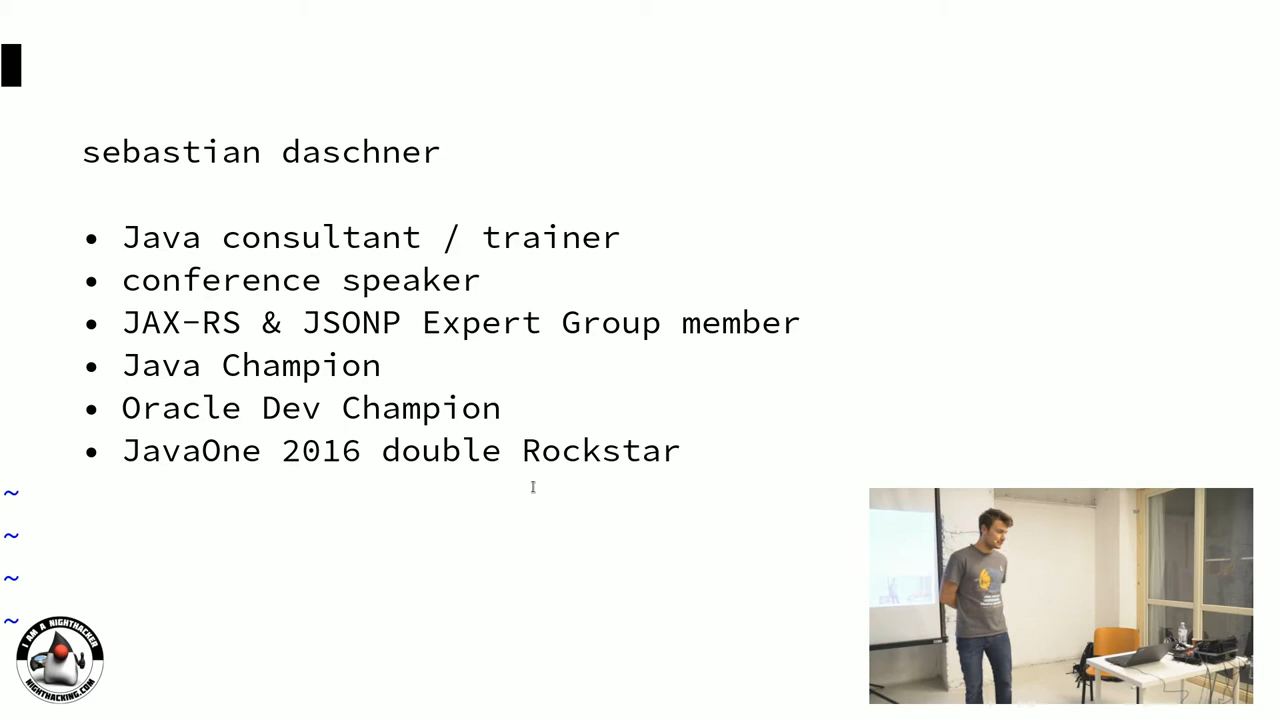 sebastian daschner
• Java consultant / trainer
• conference speaker
• JAX-RS & JSONP Expert Group member
• Java Champion
• Oracle Dev Champion
• JavaOne 2016 double Rockstar
~
~
~
~
I AM A NIGHTHACKER
NIGHTHACKING.COM